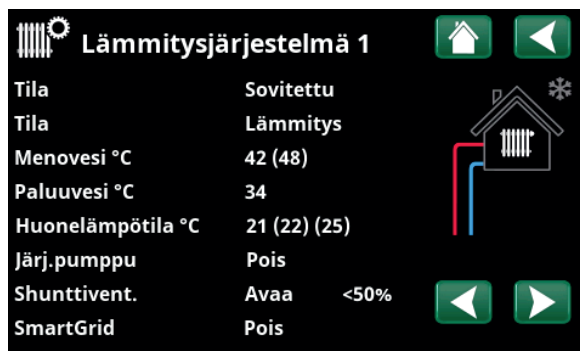 Lämmitysjärjestelmä 1
Tila Sovitettu
Tila Lämmitys
Menovesi °C 42 (48)
Paluuvesi °C 34
Huonelämpötila °C 21 (22) (25)
Järj.pumppu Pois
Shunttivent. Avaa <50%
SmartGrid Pois